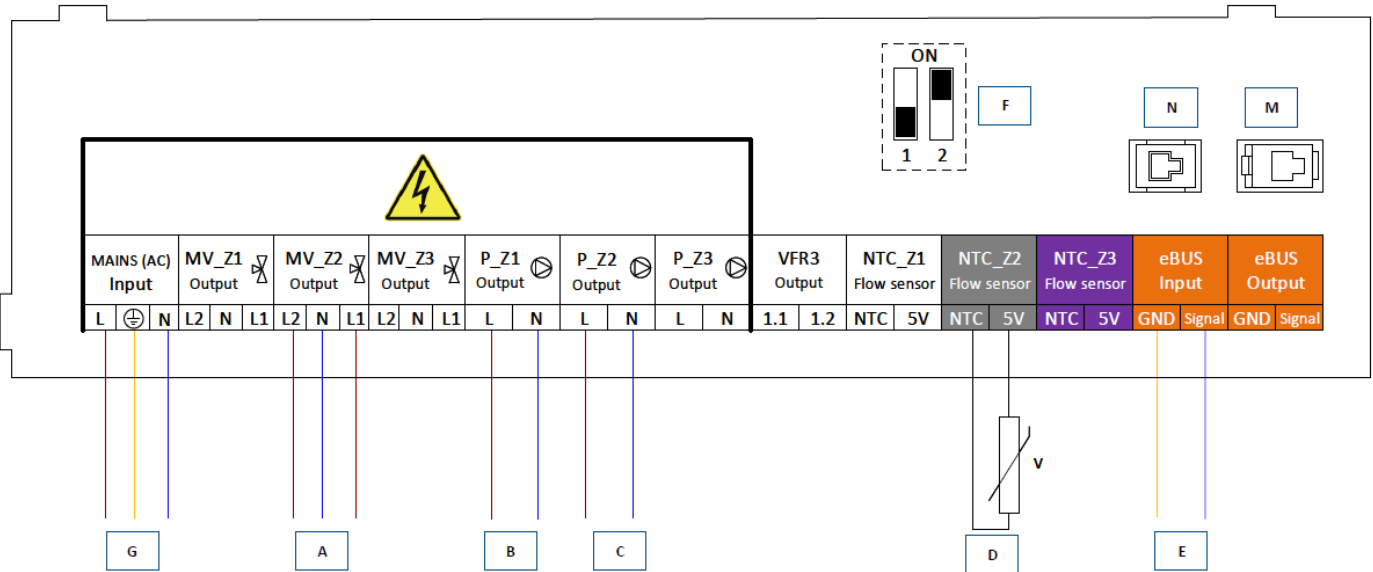 ON
1 2
F
N
M
MAINS (AC)
Input
MV_Z1
Output
MV_Z2
Output
MV_Z3
Output
P_Z1
Output
P_Z2
Output
P_Z3
Output
VFR3
Output
NTC_Z1
Flow sensor
NTC_Z2
Flow sensor
NTC_Z3
Flow sensor
eBUS
Input
eBUS
Output
L N L2 N L1 L2 N L1 L2 N L1 L N L N L N 1.1 1.2 NTC 5V NTC 5V NTC 5V GND Signal GND Signal
V
G
A
B
C
D
E